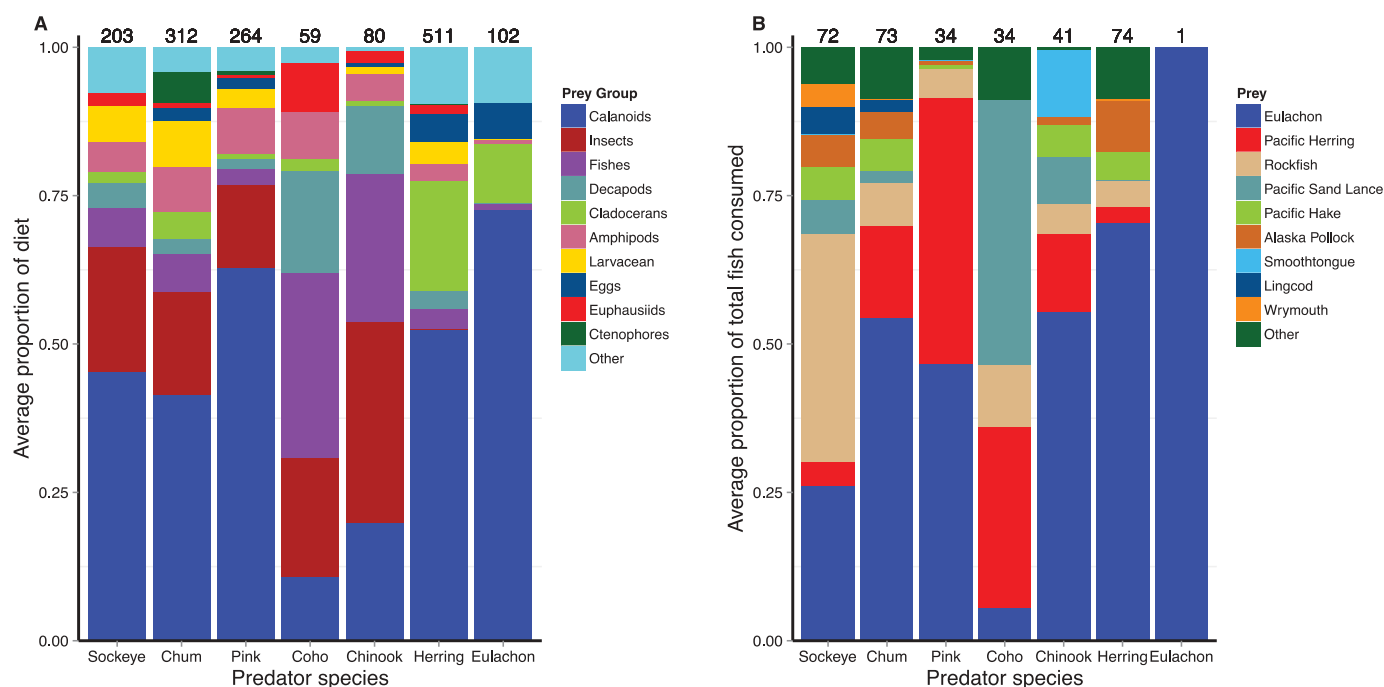 A
203 312 264 59 80 511 102
1.00
0.75
0.50
0.25
0.00
Average proportion of diet
Sockeye Chum Pink Coho Chinook Herring Eulachon
Predator species
Prey Group
Calanoids
Insects
Fishes
Decapods
Cladocerans
Amphipods
Larvacean
Eggs
Euphausiids
Ctenophores
Other
B
72 73 34 34 41 74 1
1.00
0.75
0.50
0.25
0.00
Average proportion of total fish consumed
Sockeye Chum Pink Coho Chinook Herring Eulachon
Predator species
Prey
Eulachon
Pacific Herring
Rockfish
Pacific Sand Lance
Pacific Hake
Alaska Pollock
Smoothtongue
Lingcod
Wrymouth
Other